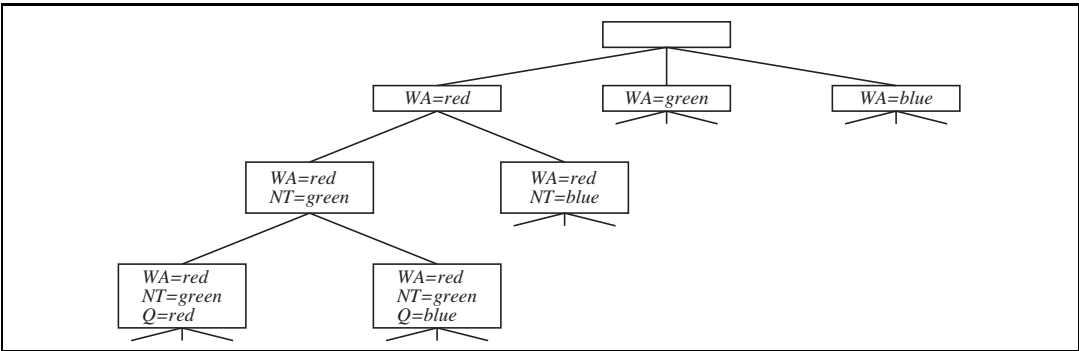 WA=red
WA=green
WA=blue
WA=red
NT=green
WA=red
NT=blue
WA=red
NT=green
Q=red
WA=red
NT=green
Q=blue